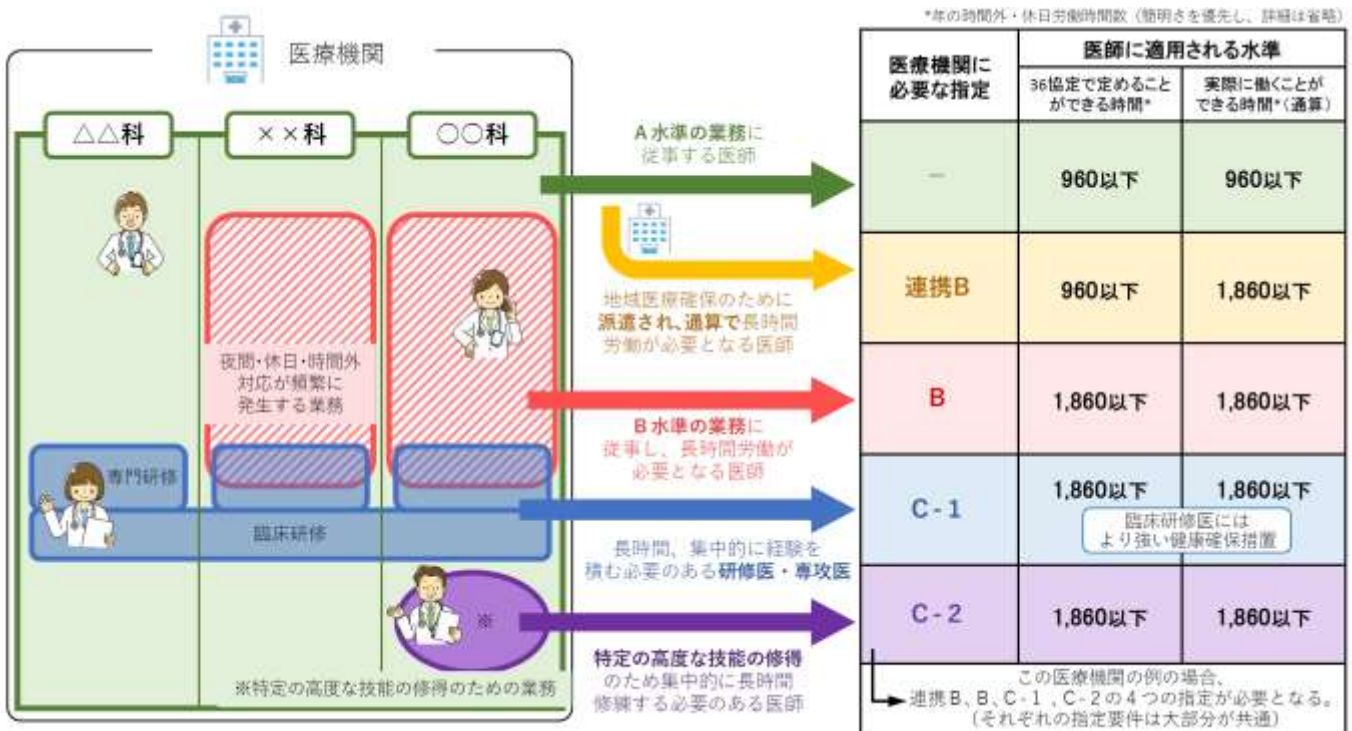 *年の時間外・休日労働時間数（簡明さを優先し、詳細は省略）
医療機関
△△科
××科
○○科
夜間・休日・時間外
対応が頻繁に
発生する業務
専門研修
臨床研修
※
※特定の高度な技能の修得のための業務
A水準の業務に
従事する医師
地域医療確保のために
派遣され、通算で長時間
労働が必要となる医師
B水準の業務に
従事し、長時間労働が
必要となる医師
長時間、集中的に経験を
積む必要のある研修医・専攻医
特定の高度な技能の修得
のため集中的に長時間
修練する必要のある医師
医療機関に
必要な指定
医師に適用される水準
36協定で定めること
ができる時間*
実際に働くことが
できる時間*（通算）
－ 960以下 960以下
連携B 960以下 1,860以下
B 1,860以下 1,860以下
C-1 1,860以下 1,860以下
臨床研修医には
より強い健康確保措置
C-2 1,860以下 1,860以下
この医療機関の例の場合、
連携B、B、C-1、C-2の4つの指定が必要となる。
（それぞれの指定要件は大部分が共通）